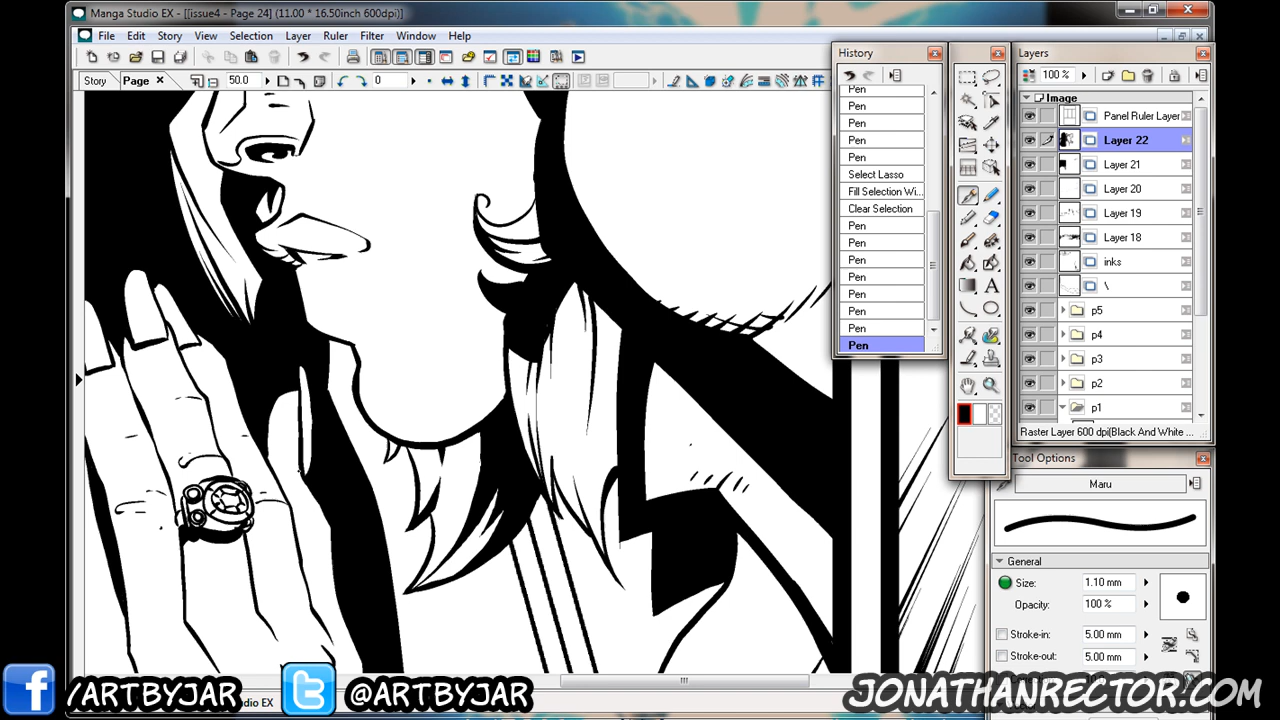 Manga Studio EX - [[issue4 - Page 24] (11.00 * 16.50inch 600dpi)]
File Edit Story View Selection Layer Ruler Filter Window Help
Story Page 50.0 0
History
Pen
Pen
Pen
Pen
Pen
Select Lasso
Fill Selection Wi...
Clear Selection
Pen
Pen
Pen
Pen
Pen
Pen
Pen
Pen
Layers
100 %
Image
Panel Ruler Layer
Layer 22
Layer 21
Layer 20
Layer 19
Layer 18
inks
\
p5
p4
p3
p2
p1
Raster Layer 600 dpi(Black And White ...
Tool Options
Maru
General
Size: 1.10 mm
Opacity: 100 %
Stroke-in: 5.00 mm
Stroke-out: 5.00 mm
/ARTBYJAR
@ARTBYJAR
JONATHANRECTOR.COM
dio EX